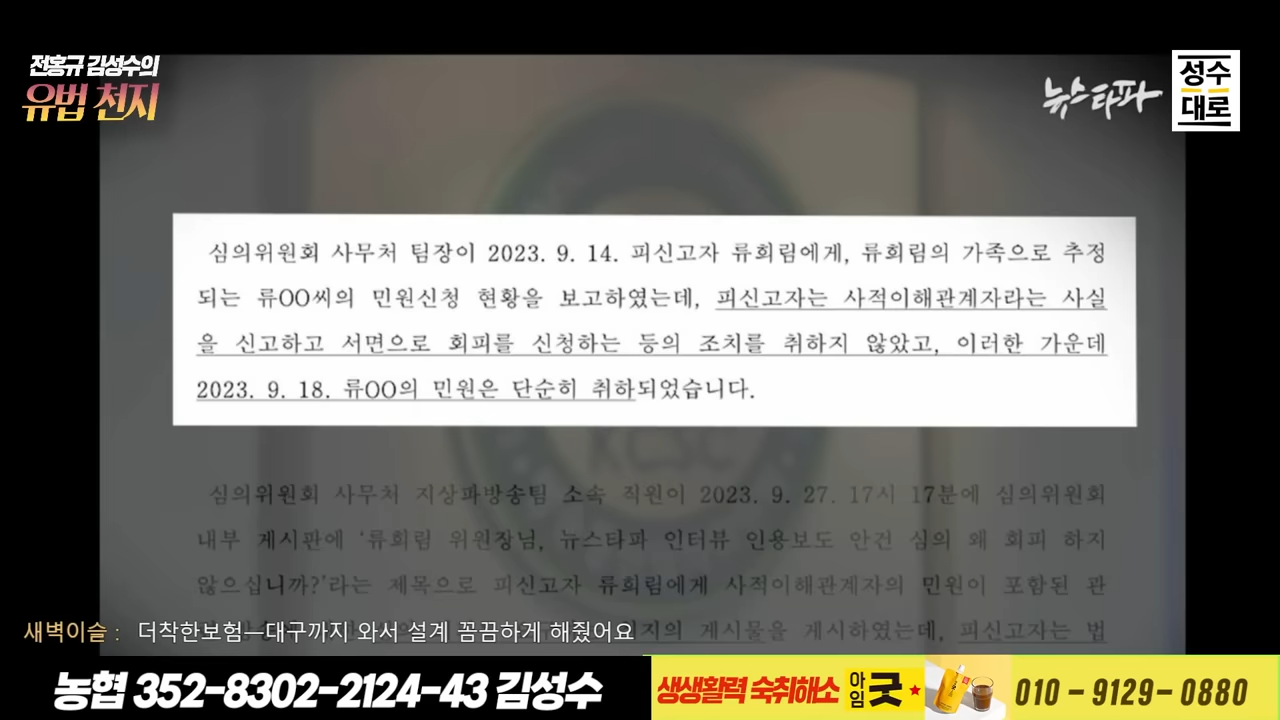 전홍규 김성수의
유법 천지
뉴스타파
성수
대로
심의위원회 사무처 팀장이 2023. 9. 14. 피신고자 류희림에게, 류희림의 가족으로 추정
되는 류OO씨의 민원신청 현황을 보고하였는데, 피신고자는 사적이해관계자라는 사실
을 신고하고 서면으로 회피를 신청하는 등의 조치를 취하지 않았고, 이러한 가운데
2023. 9. 18. 류OO의 민원은 단순히 취하되었습니다.
심의위원회 사무처 지상파방송팀 소속 직원이 2023. 9. 27. 17시 17분에 심의위원회
내부 게시판에 '류희림 위원장님, 뉴스타파 인터뷰 인용보도 안건 심의 왜 회피 하지
않으십니까?'라는 제목으로 피신고자 류희림에게 사적이해관계자의 민원이 포함된 관
게시물을 게시하였는데, 피신고자는 법
새벽이슬 : 더착한보험—대구까지 와서 설계 꼼끔하게 해줬어요
농협 352-8302-2124-43 김성수
생생활력 숙취해소 아임 굿 010 - 9129 - 0880